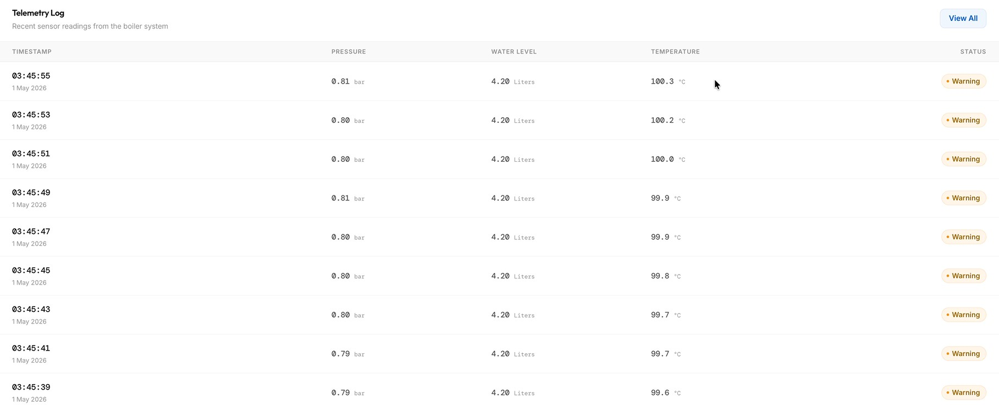 Telemetry Log
Recent sensor readings from the boiler system
View All
TIMESTAMP PRESSURE WATER LEVEL TEMPERATURE STATUS
03:45:55
1 May 2026
0.81 bar 4.20 Liters 100.3 °C Warning
03:45:53
1 May 2026
0.80 bar 4.20 Liters 100.2 °C Warning
03:45:51
1 May 2026
0.80 bar 4.20 Liters 100.0 °C Warning
03:45:49
1 May 2026
0.81 bar 4.20 Liters 99.9 °C Warning
03:45:47
1 May 2026
0.80 bar 4.20 Liters 99.9 °C Warning
03:45:45
1 May 2026
0.80 bar 4.20 Liters 99.8 °C Warning
03:45:43
1 May 2026
0.80 bar 4.20 Liters 99.7 °C Warning
03:45:41
1 May 2026
0.79 bar 4.20 Liters 99.7 °C Warning
03:45:39
1 May 2026
0.79 bar 4.20 Liters 99.6 °C Warning